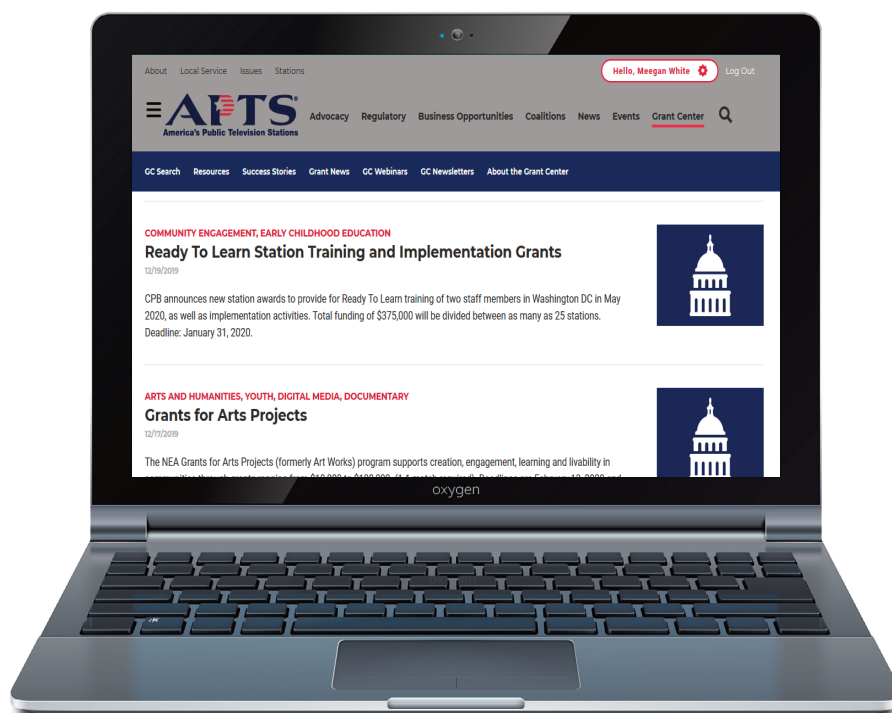 About Local Service Issues Stations
Hello, Meegan White
Log Out
APTS
America's Public Television Stations
Advocacy Regulatory Business Opportunities Coalitions News Events Grant Center
GC Search Resources Success Stories Grant News GC Webinars GC Newsletters About the Grant Center
COMMUNITY ENGAGEMENT, EARLY CHILDHOOD EDUCATION
Ready To Learn Station Training and Implementation Grants
12/19/2019
CPB announces new station awards to provide for Ready To Learn training of two staff members in Washington DC in May
2020, as well as implementation activities. Total funding of $375,000 will be divided between as many as 25 stations.
Deadline: January 31, 2020.
ARTS AND HUMANITIES, YOUTH, DIGITAL MEDIA, DOCUMENTARY
Grants for Arts Projects
12/17/2019
The NEA Grants for Arts Projects (formerly Art Works) program supports creation, engagement, learning and livability in
oxygen